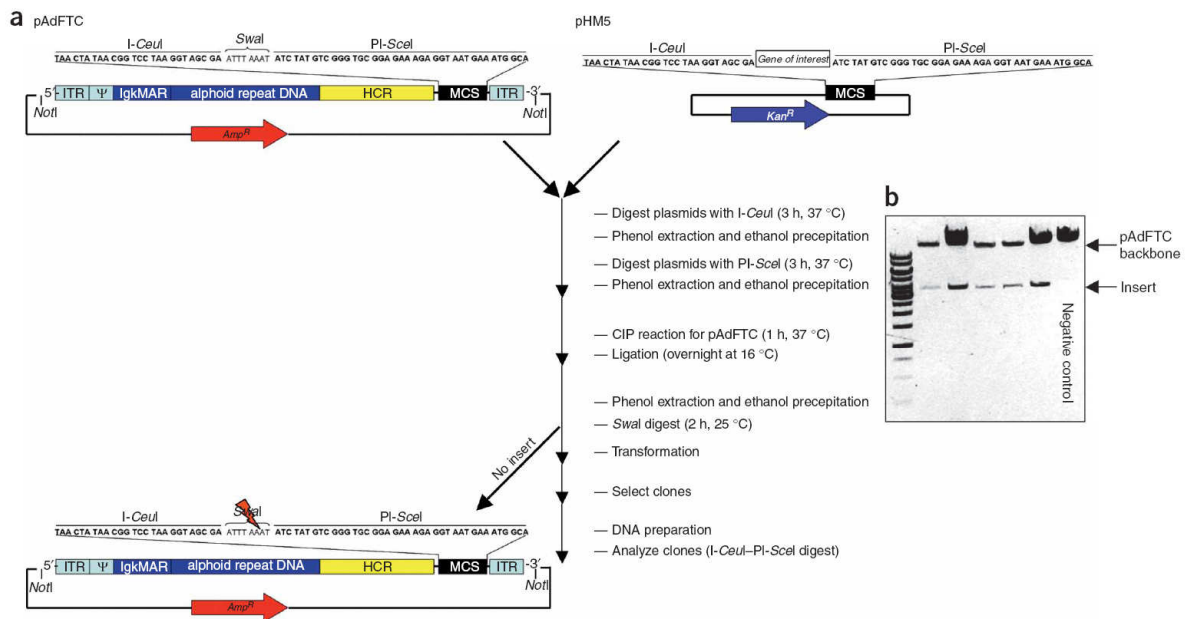 a pAdFTC
I-CeuI SwaI PI-SceI
TAA CTA TAA CGG TCC TAA GGT AGC GA ATTT AAAT ATC TAT GTC GGG TGC GGA GAA AGA GGT AAT GAA ATG GCA
5′ ITR Ψ IgkMAR alphoid repeat DNA HCR MCS ITR -3′
NotI NotI
AmpR
pHM5
I-CeuI PI-SceI
TAA CTA TAA CGG TCC TAA GGT AGC GA Gene of interest ATC TAT GTC GGG TGC GGA GAA AGA GGT AAT GAA ATG GCA
MCS
KanR
— Digest plasmids with I-CeuI (3 h, 37 °C)
— Phenol extraction and ethanol precepitation
— Digest plasmids with PI-SceI (3 h, 37 °C)
— Phenol extraction and ethanol precepitation
— CIP reaction for pAdFTC (1 h, 37 °C)
— Ligation (overnight at 16 °C)
— Phenol extraction and ethanol precepitation
— SwaI digest (2 h, 25 °C)
— Transformation
— Select clones
— DNA preparation
— Analyze clones (I-CeuI–PI-SceI digest)
No insert
b
pAdFTC
backbone
Insert
Negative control
I-CeuI SwaI PI-SceI
TAA CTA TAA CGG TCC TAA GGT AGC GA ATTT AAAT ATC TAT GTC GGG TGC GGA GAA AGA GGT AAT GAA ATG GCA
5′ ITR Ψ IgkMAR alphoid repeat DNA HCR MCS ITR -3′
NotI NotI
AmpR